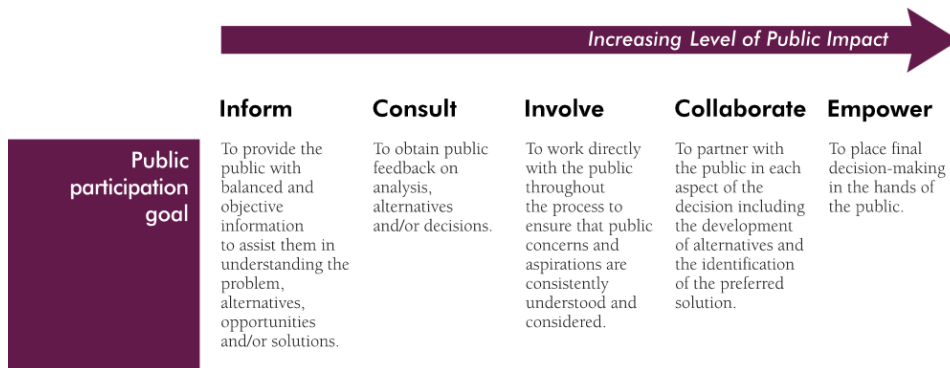 Increasing Level of Public Impact
Inform
Consult
Involve
Collaborate
Empower
Public
participation
goal
To provide the
public with
balanced and
objective
information
to assist them in
understanding the
problem,
alternatives,
opportunities
and/or solutions.
To obtain public
feedback on
analysis,
alternatives
and/or decisions.
To work directly
with the public
throughout
the process to
ensure that public
concerns and
aspirations are
consistently
understood and
considered.
To partner with
the public in each
aspect of the
decision including
the development
of alternatives and
the identification
of the preferred
solution.
To place final
decision-making
in the hands of
the public.